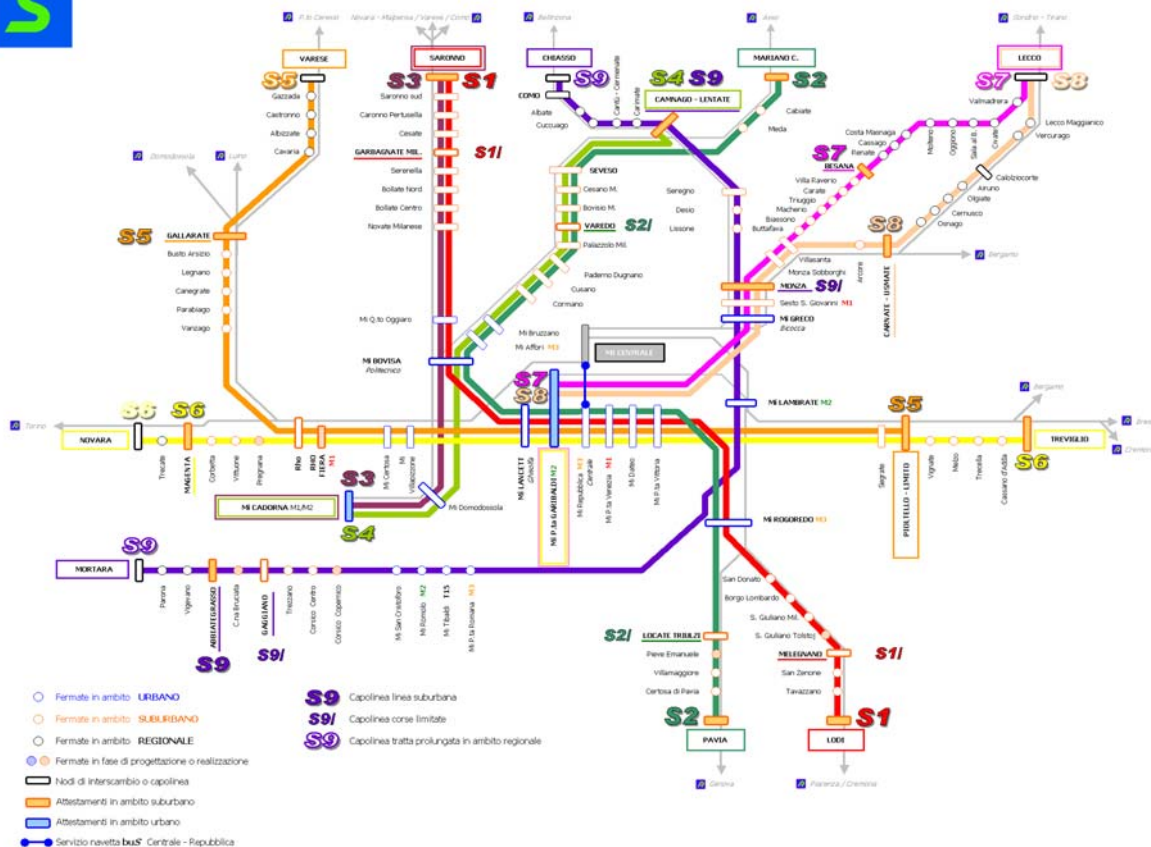 S
P.to Ceresio
Novara - Malpensa / Varese / Como
Bellinzona
Asso
Sondrio - Tirano
VARESE
SARONNO
CHIASSO
MARIANO C.
LECCO
S5
S3
S1
S9
S4 S9
S2
S7
S8
COMO
CAMNAGO - LENTATE
Gazzada
Castronno
Albizzate
Cavaria
Saronno sud
Caronno Pertusella
Cesate
GARBAGNATE MIL.
S1/
Serenella
Bollate Nord
Bollate Centro
Novate Milanese
Albate
Cucciago
Cantù - Cermenate
Carimate
Cabiate
Meda
Valmadrera
Lecco Maggianico
Vercurago
Calolziocorte
Airuno
Olgiate
Cernusco
Osnago
Costa Masnaga
Cassago
Renate
Molteno
Oggiono
Sala al B.
Civate
S7
BESANA
Villa Raverio
Carate
Triuggio
Macherio
Biassono
Buttafava
Domodossola
Luino
SEVESO
Cesano M.
Bovisio M.
VAREDO
S2/
Palazzolo Mil.
Paderno Dugnano
Cusano
Cormano
Seregno
Desio
Lissone
S8
Villasanta
Monza Sobborghi
Arcore
CARNATE - USMATE
Bergamo
S5
GALLARATE
Busto Arsizio
Legnano
Canegrate
Parabiago
Vanzago
MONZA
S9/
Sesto S. Giovanni M1
MI GRECO
Bicocca
Mi Q.to Oggiaro
Mi Bruzzano
Mi Affori M3
MI CENTRALE
MI BOVISA
Politecnico
S7
S8
MI LAMBRATE M2
Bergamo
S6
S6
S5
Torino
NOVARA
TREVIGLIO
Cremona
S6
Trecate
MAGENTA
Corbetta
Vittuone
Pregnana
Rho
RHO FIERA M1
Mi Certosa
Mi Villapizzone
MI LANCETTI
Ghisolfa
MI P.ta GARIBALDI M2
Mi Repubblica M3
Centrale
Mi P.ta Venezia M1
Mi Dateo
Mi P.ta Vittoria
Segrate
PIOLTELLO - LIMITO
Vignate
Melzo
Trecella
Cassano d'Adda
S3
MI CADORNA M1/M2
Mi Domodossola
S4
MI ROGOREDO M3
S9
MORTARA
Parona
Vigevano
ABBIATEGRASSO
C.na Bruciata
GAGGIANO
Trezzano
Corsico Centro
Corsico Copernico
Mi San Cristoforo
Mi Romolo M2
Mi Tibaldi T15
Mi P.ta Romana M3
S9
S9/
San Donato
Borgo Lombardo
S. Giuliano Mil.
S. Giuliano Tolstoj
S2/
LOCATE TRIULZI
Pieve Emanuele
Villamaggiore
Certosa di Pavia
MELEGNANO
S1/
San Zenone
Tavazzano
S2
PAVIA
S1
LODI
Genova
Piacenza / Cremona
Fermate in ambito URBANO
Fermate in ambito SUBURBANO
Fermate in ambito REGIONALE
Fermate in fase di progettazione o realizzazione
Nodi di interscambio o capolinea
Attestamenti in ambito suburbano
Attestamenti in ambito urbano
Servizio navetta buS Centrale - Repubblica
S9 Capolinea linea suburbana
S9/ Capolinea corse limitate
S9 Capolinea tratta prolungata in ambito regionale